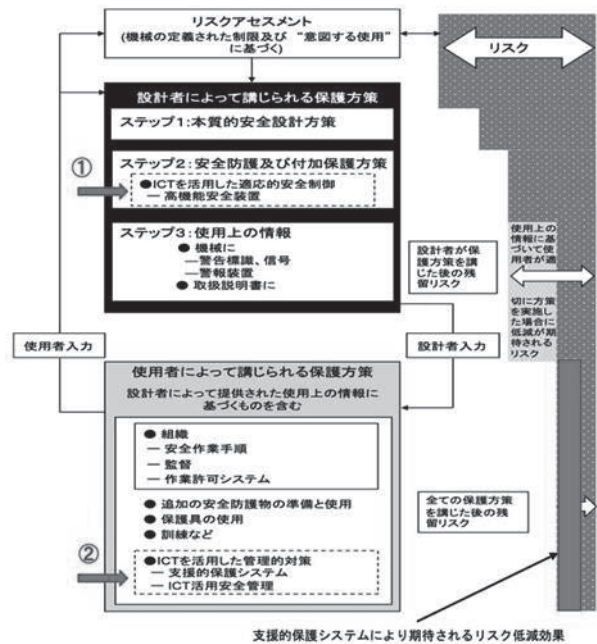 リスクアセスメント
(機械の定義された制限及び “意図する使用”
に基づく)
リスク
設計者によって講じられる保護方策
ステップ1:本質的安全設計方策
①
ステップ2:安全防護及び付加保護方策
●ICTを活用した適応的安全制御
― 高機能安全装置
ステップ3:使用上の情報
● 機械に
―警告標識、信号
―警報装置
● 取扱説明書に
設計者が保
護方策を講
じた後の残
留リスク
使用上の
情報に基
づいて使
用者が適
切に方策
を実施し
た場合に
低減が期
待される
リスク
使用者入力
設計者入力
使用者によって講じられる保護方策
設計者によって提供された使用上の情報に
基づくものを含む
● 組織
― 安全作業手順
― 監督
― 作業許可システム
● 追加の安全防護物の準備と使用
● 保護具の使用
● 訓練など
②
●ICTを活用した管理的対策
― 支援的保護システム
― ICT活用安全管理
全ての保護方策
を講じた後の残
留リスク
支援的保護システムにより期待されるリスク低減効果